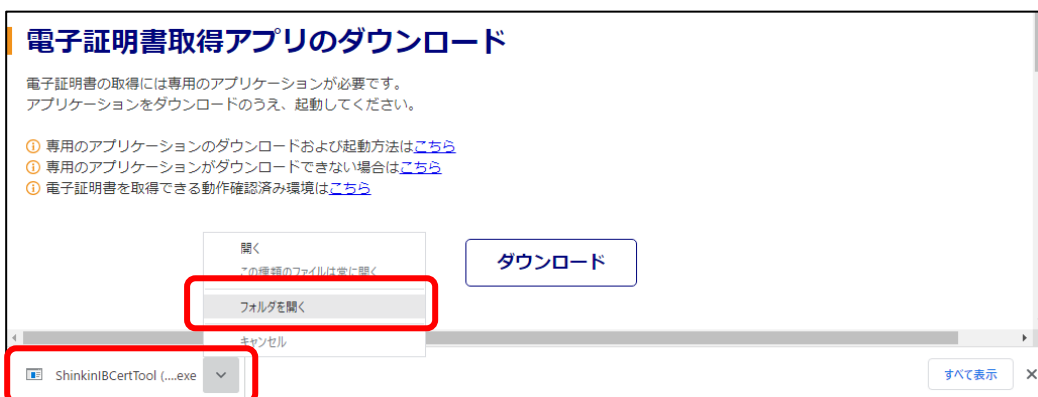 電子証明書取得アプリのダウンロード
電子証明書の取得には専用のアプリケーションが必要です。
アプリケーションをダウンロードのうえ、起動してください。
専用のアプリケーションのダウンロードおよび起動方法はこちら
専用のアプリケーションがダウンロードできない場合はこちら
電子証明書を取得できる動作確認済み環境はこちら
開く
この種類のファイルは常に開く
フォルダを開く
キャンセル
ダウンロード
ShinkinIBCertTool (....exe
すべて表示